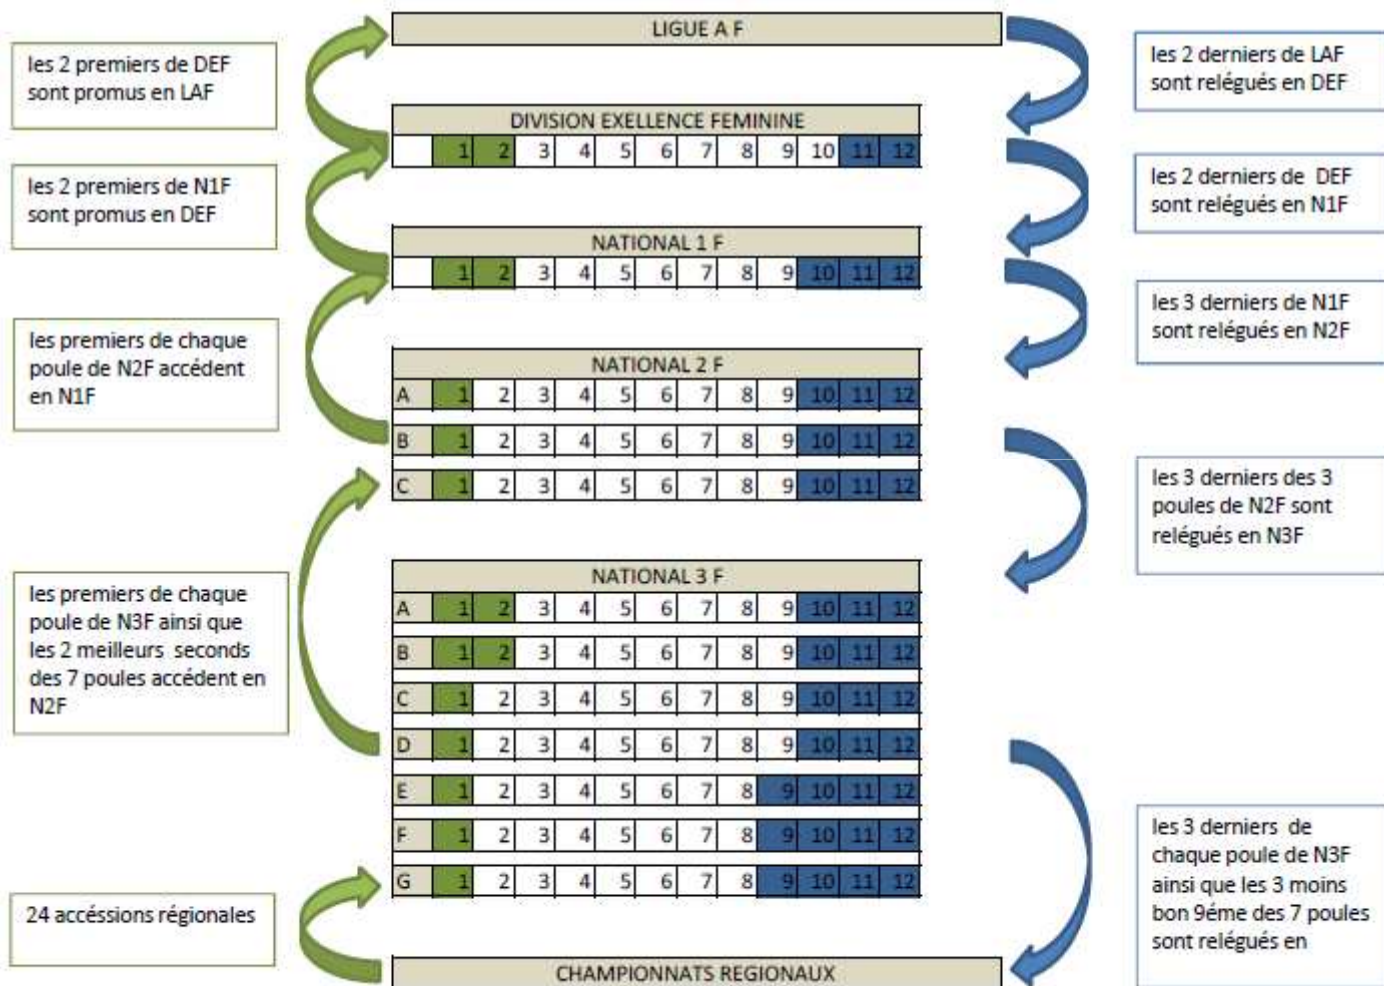 LIGUE A F
les 2 premiers de DEF
sont promus en LAF
les 2 derniers de LAF
sont relégués en DEF
DIVISION EXELLENCE FEMININE
1 2 3 4 5 6 7 8 9 10 11 12
les 2 premiers de N1F
sont promus en DEF
les 2 derniers de DEF
sont relégués en N1F
NATIONAL 1 F
1 2 3 4 5 6 7 8 9 10 11 12
les premiers de chaque
poule de N2F accédent
en N1F
les 3 derniers de N1F
sont relégués en N2F
NATIONAL 2 F
A 1 2 3 4 5 6 7 8 9 10 11 12
B 1 2 3 4 5 6 7 8 9 10 11 12
C 1 2 3 4 5 6 7 8 9 10 11 12
les 3 derniers des 3
poules de N2F sont
relégués en N3F
les premiers de chaque
poule de N3F ainsi que
les 2 meilleurs seconds
des 7 poules accédent en
N2F
NATIONAL 3 F
A 1 2 3 4 5 6 7 8 9 10 11 12
B 1 2 3 4 5 6 7 8 9 10 11 12
C 1 2 3 4 5 6 7 8 9 10 11 12
D 1 2 3 4 5 6 7 8 9 10 11 12
E 1 2 3 4 5 6 7 8 9 10 11 12
F 1 2 3 4 5 6 7 8 9 10 11 12
G 1 2 3 4 5 6 7 8 9 10 11 12
24 accéssions régionales
les 3 derniers de
chaque poule de N3F
ainsi que les 3 moins
bon 9éme des 7 poules
sont relégués en
CHAMPIONNATS REGIONAUX